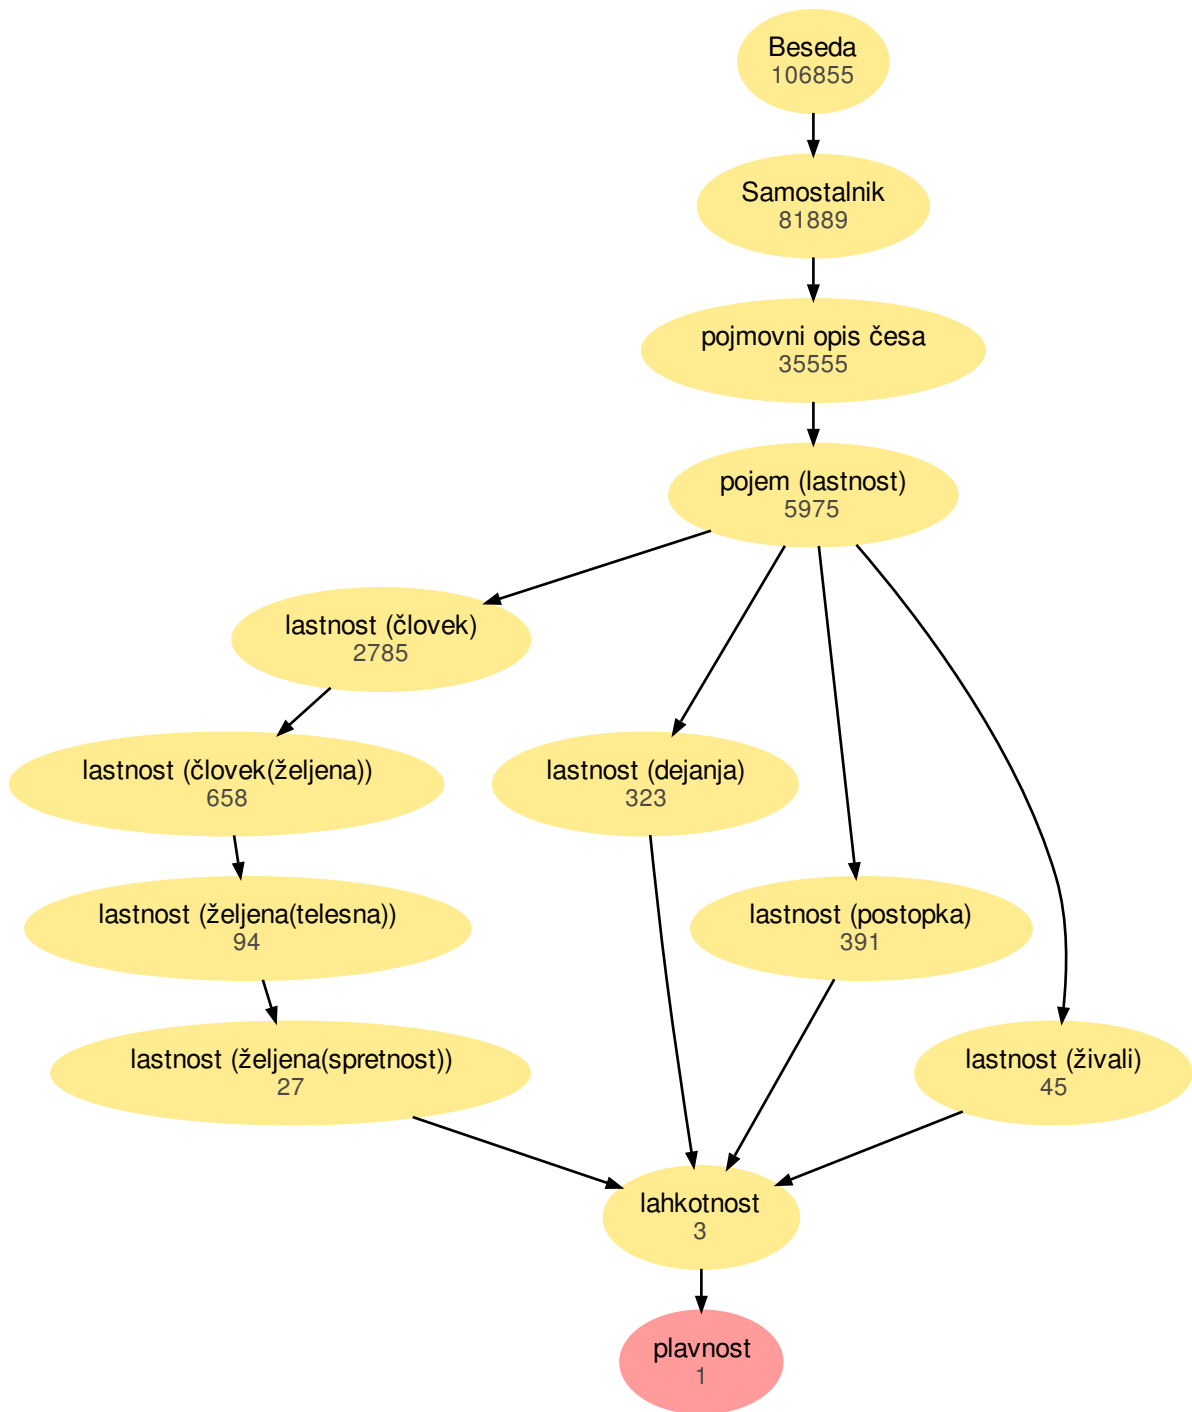 Beseda
106855
Samostalnik
81889
pojmovni opis česa
35555
pojem (lastnost)
5975
lastnost (človek)
2785
lastnost (človek(željena))
658
lastnost (dejanja)
323
lastnost (željena(telesna))
94
lastnost (postopka)
391
lastnost (željena(spretnost))
27
lastnost (živali)
45
lahkotnost
3
plavnost
1